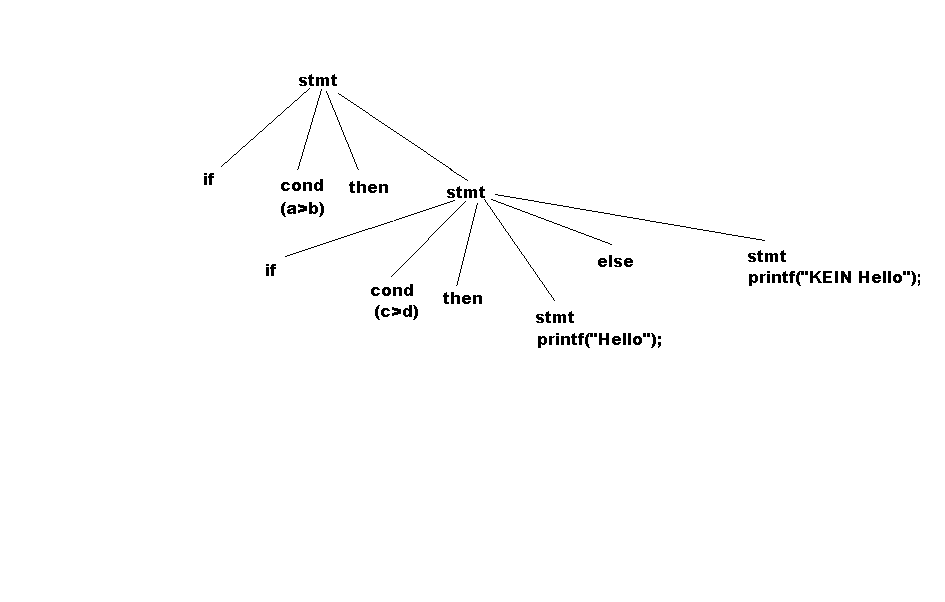 stmt
if
cond
(a>b)
then
stmt
if
cond
(c>d)
then
stmt
printf("Hello");
else
stmt
printf("KEIN Hello");